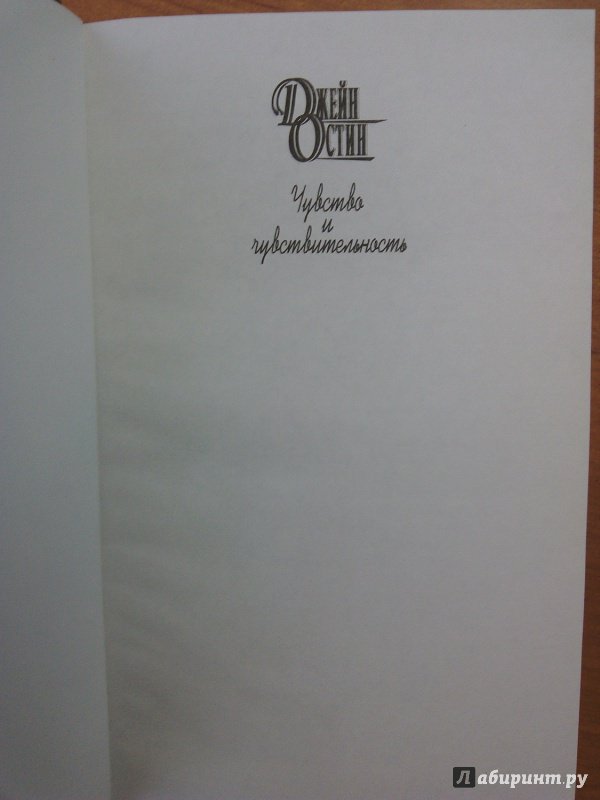 Джейн
Остин
Чувство
и
чувствительность
Лабиринт.ру